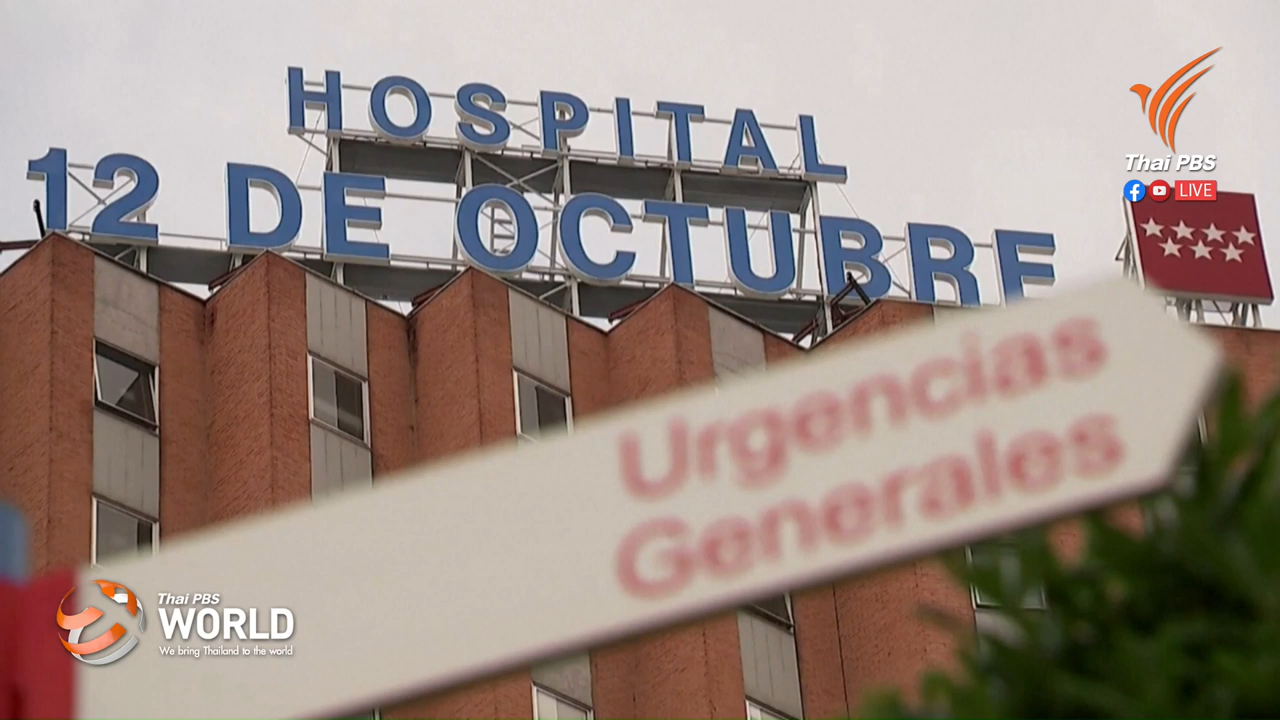 HOSPITAL
12 DE OCTUBRE
Thai PBS
LIVE
Urgencias
Generales
Thai PBS
WORLD
We bring Thailand to the world